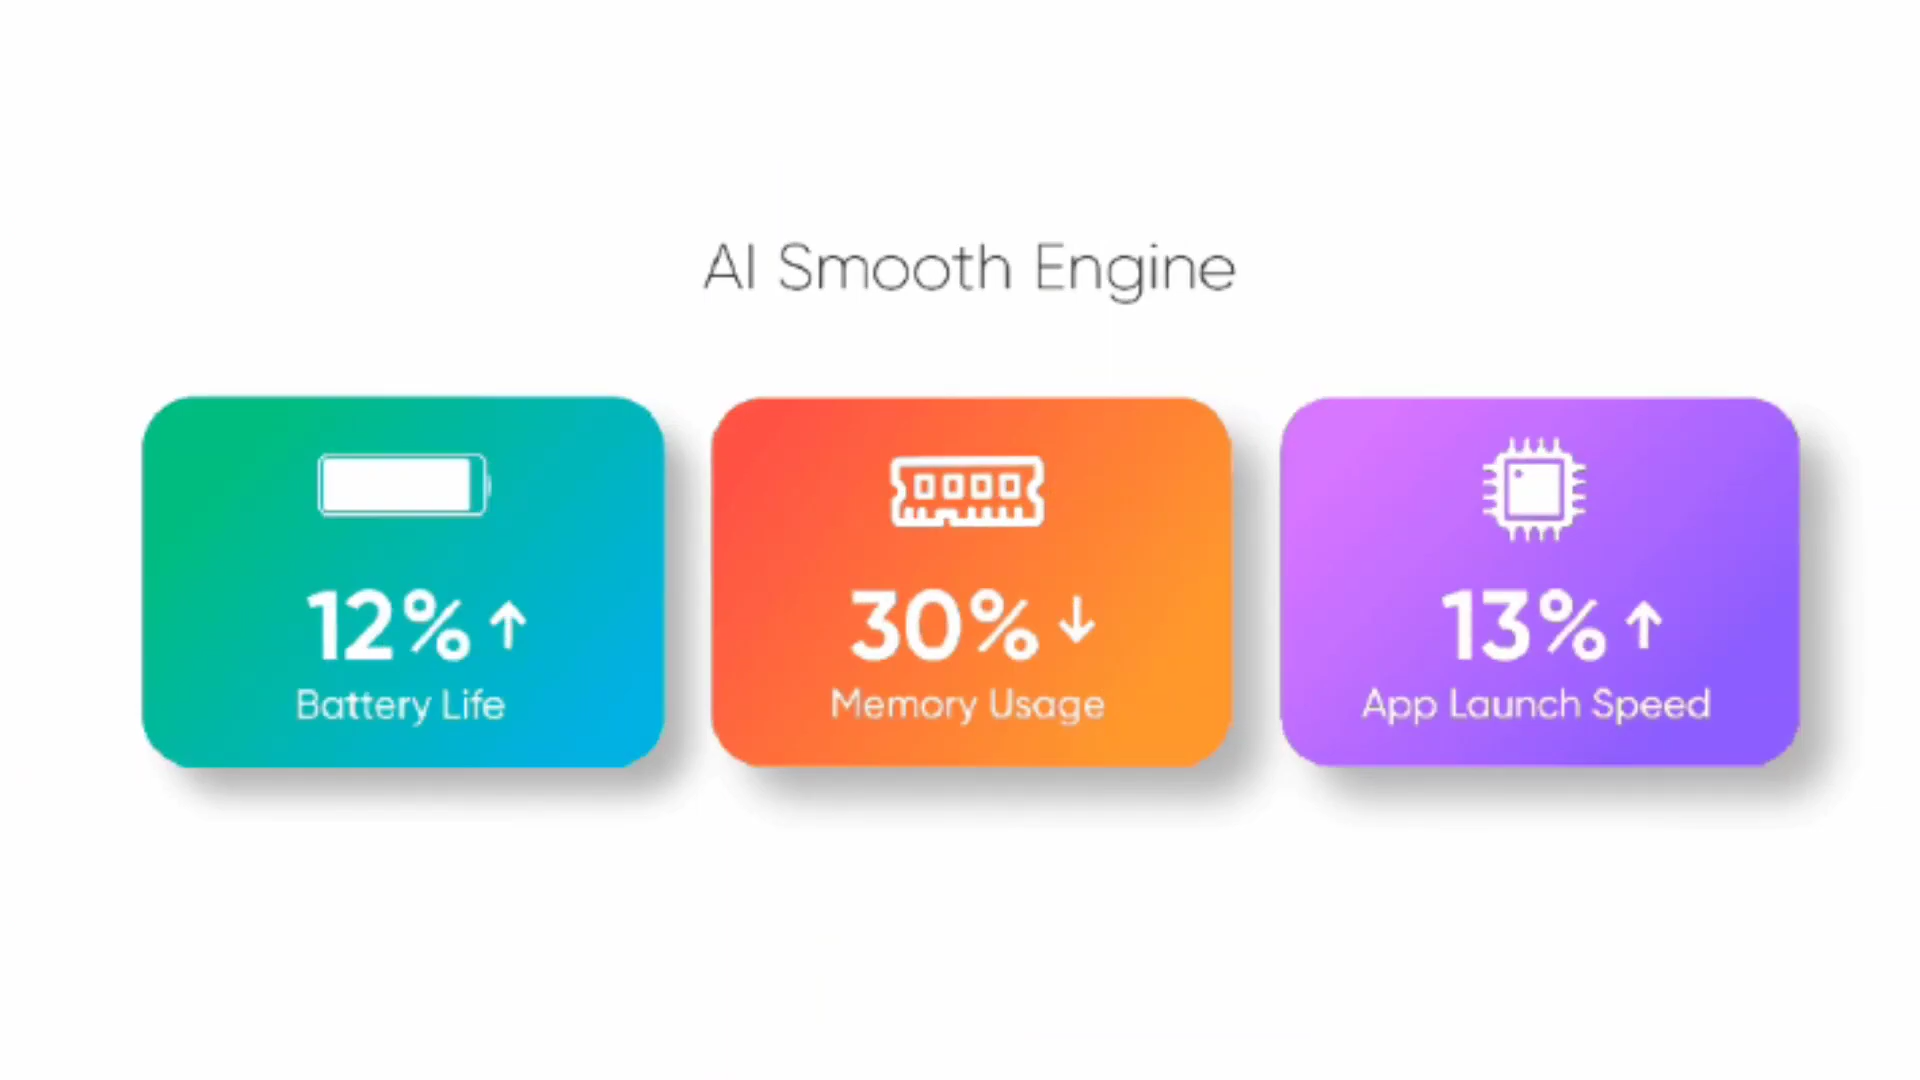 AI Smooth Engine
12% ↑
Battery Life
30% ↓
Memory Usage
13% ↑
App Launch Speed